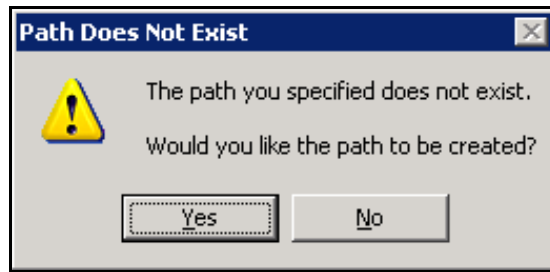 Path Does Not Exist
The path you specified does not exist.
Would you like the path to be created?
Yes No